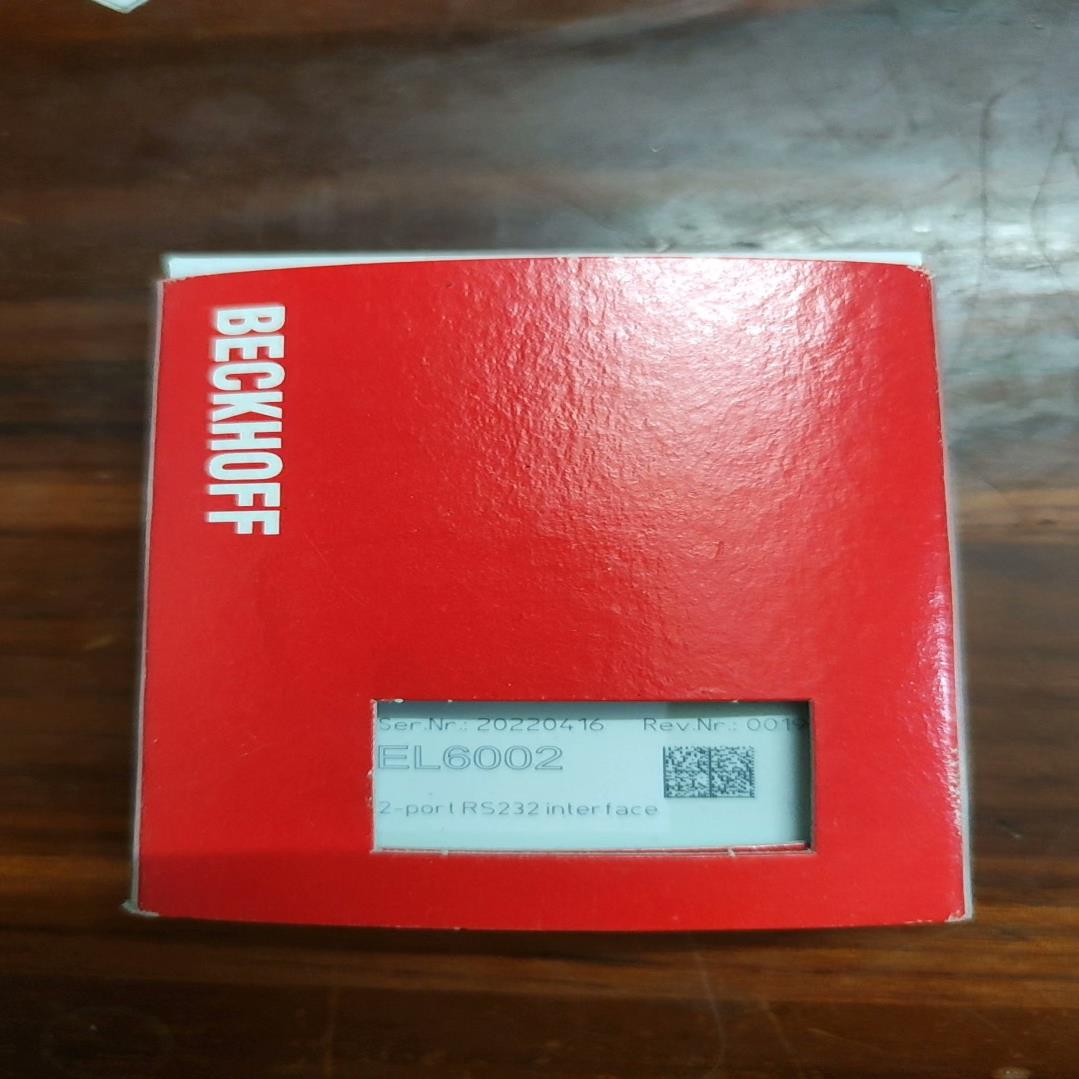 BECKHOFF
Ser.Nr.: 20220416 Rev.Nr.: 0019
EL6002
2-port RS232 interface